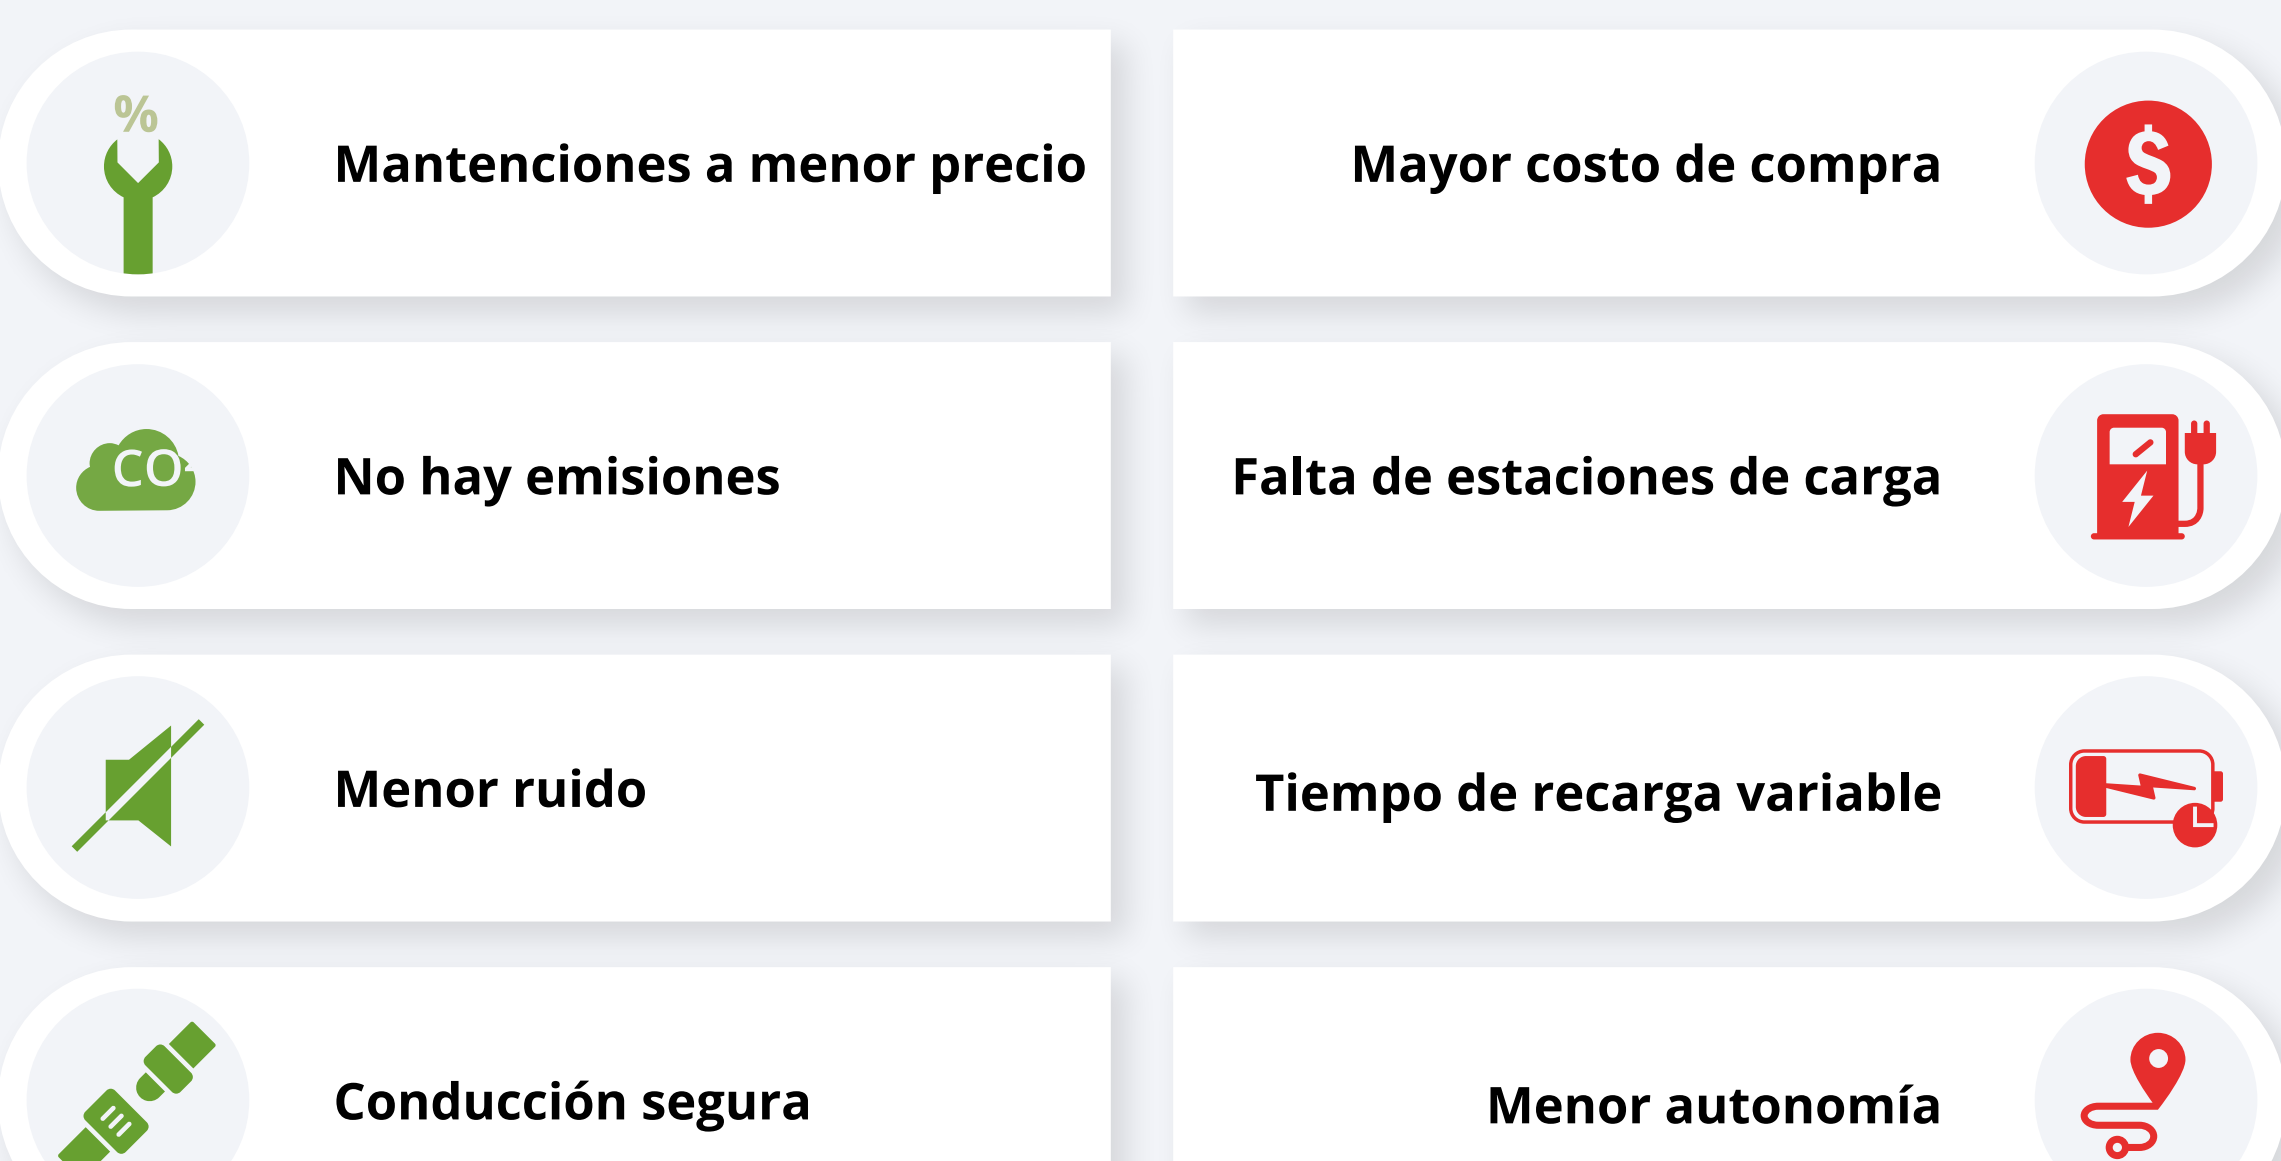 %
Mantenciones a menor precio
$
Mayor costo de compra
CO
No hay emisiones
Falta de estaciones de carga
Menor ruido
Tiempo de recarga variable
Conducción segura
Menor autonomía